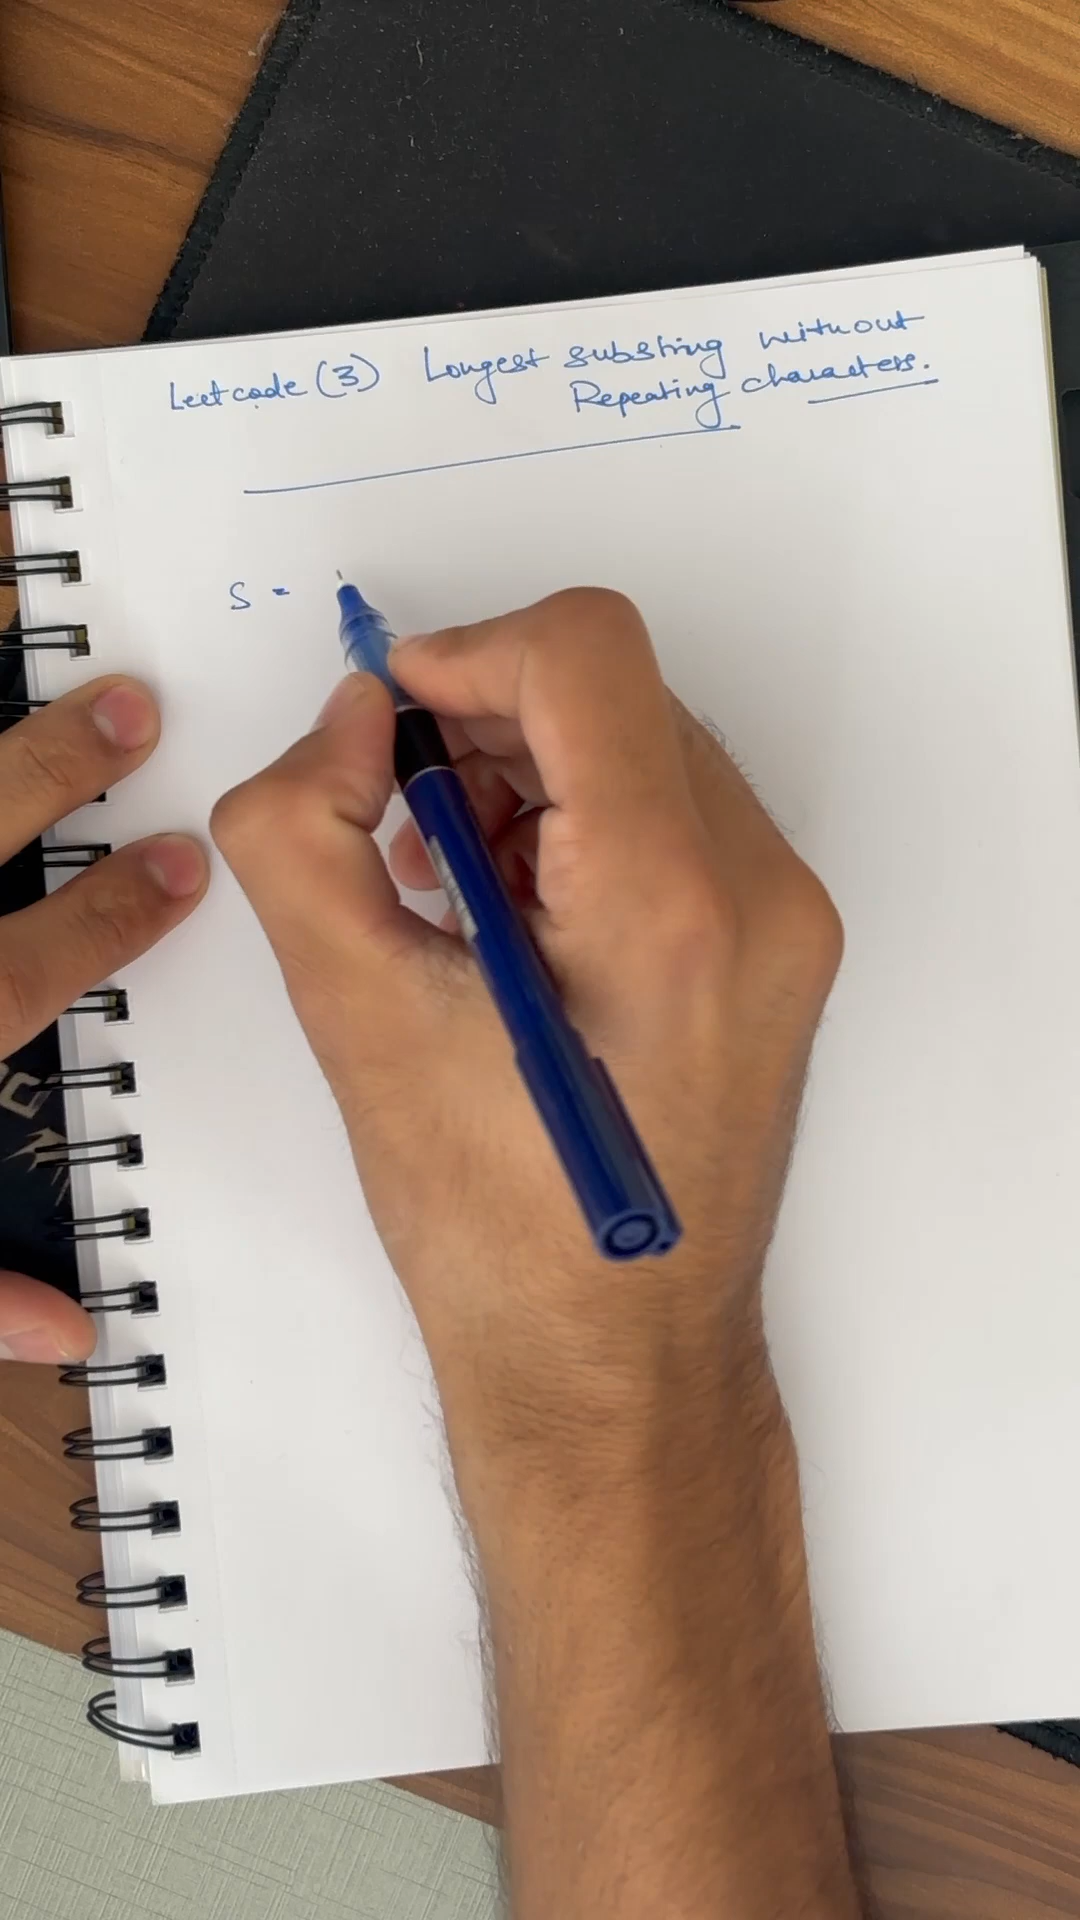 Leetcode (3) Longest substring without
Repeating characters.
S =